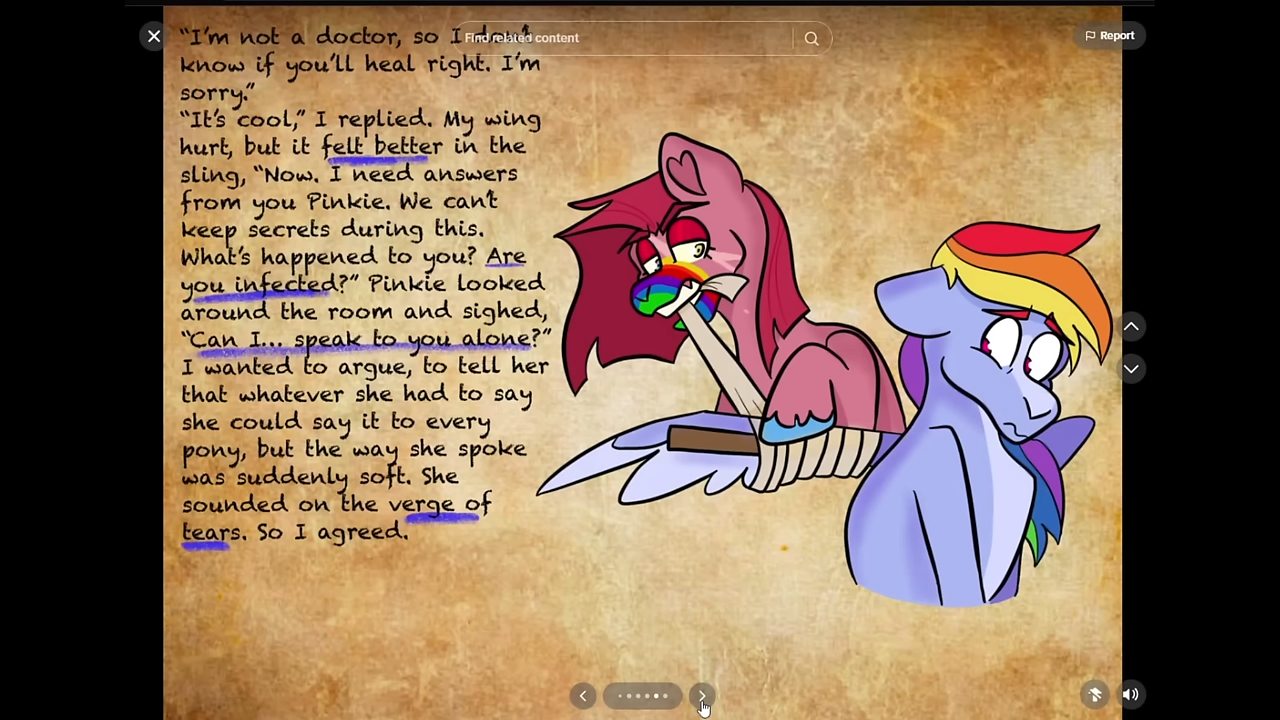 "I'm not a doctor, so I don't
know if you'll heal right. I'm
sorry."
"It's cool," I replied. My wing
hurt, but it felt better in the
sling, "Now. I need answers
from you Pinkie. We can't
keep secrets during this.
What's happened to you? Are
you infected?" Pinkie looked
around the room and sighed,
"Can I... speak to you alone?"
I wanted to argue, to tell her
that whatever she had to say
she could say it to every
pony, but the way she spoke
was suddenly soft. She
sounded on the verge of
tears. So I agreed.
Find related content
Report